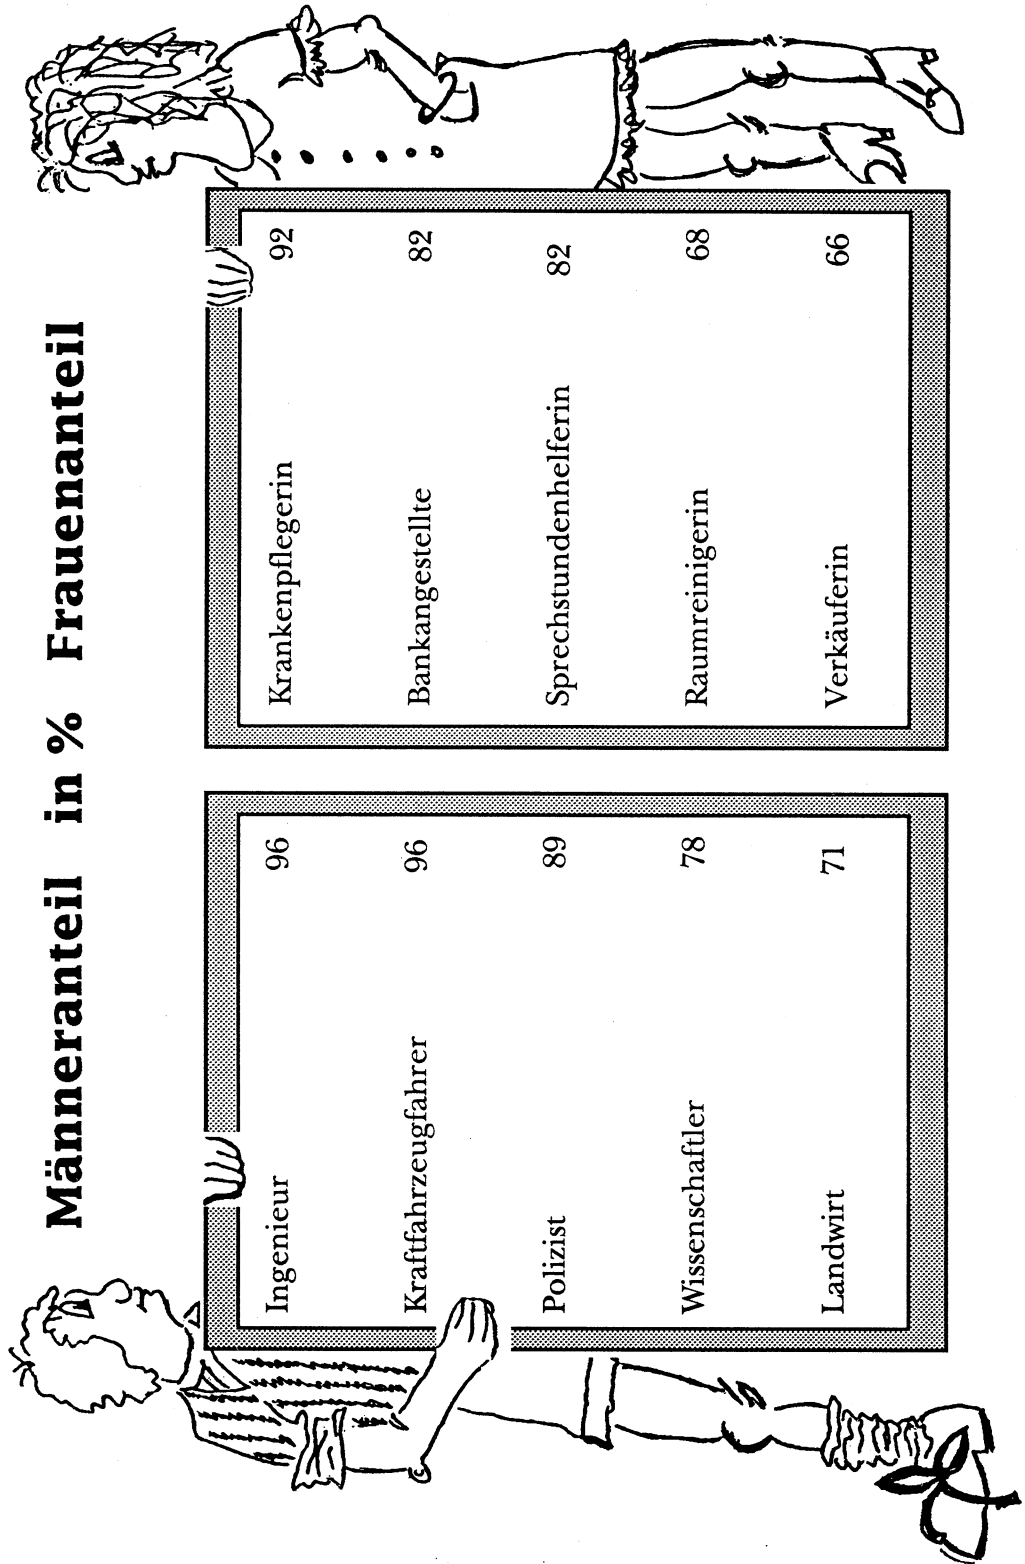 Männeranteil in % Frauenanteil
Ingenieur 96
Kraftfahrzeugfahrer 96
Polizist 89
Wissenschaftler 78
Landwirt 71
Krankenpflegerin 92
Bankangestellte 82
Sprechstundenhelferin 82
Raumreinigerin 68
Verkäuferin 66